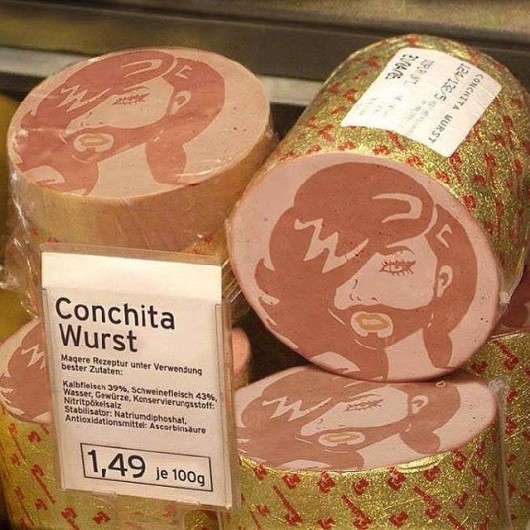 Conchita
Wurst
Magere Rezeptur unter Verwendung
bester Zutaten:
Kalbfleisch 39%, Schweinefleisch 43%,
Wasser, Gewürze, Konservierungsstoff:
Nitritpökelsalz
Stabilisator: Natriumdiphoshat,
Antioxidationsmittel: Ascorbinsäure
1,49 je 100g
CONCHITA WURST